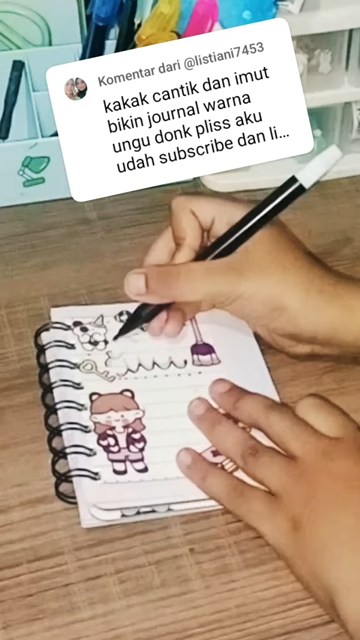 Komentar dari @listiani7453
kakak cantik dan imut
bikin journal warna
ungu donk pliss aku
udah subscribe dan li...